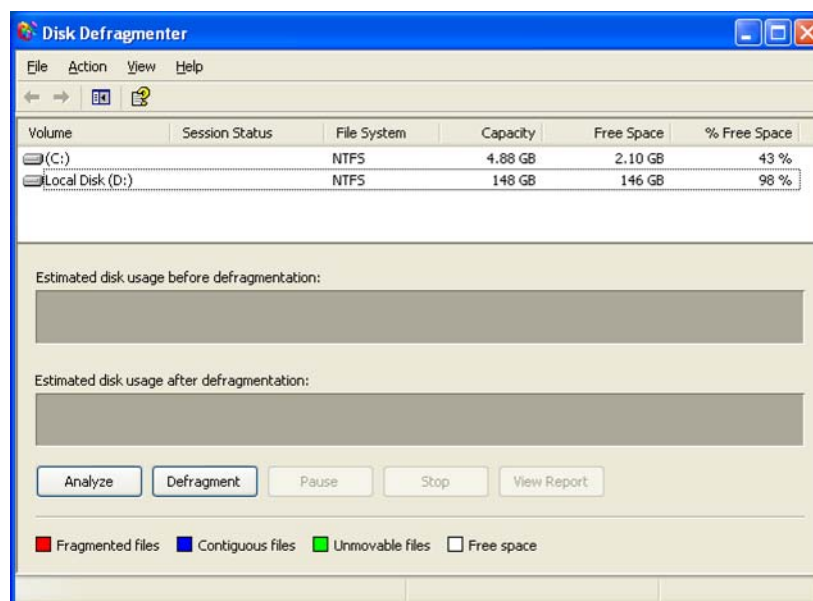 Disk Defragmenter
File Action View Help
Volume Session Status File System Capacity Free Space % Free Space
(C:) NTFS 4.88 GB 2.10 GB 43 %
Local Disk (D:) NTFS 148 GB 146 GB 98 %
Estimated disk usage before defragmentation:
Estimated disk usage after defragmentation:
Analyze Defragment Pause Stop View Report
Fragmented files Contiguous files Unmovable files Free space